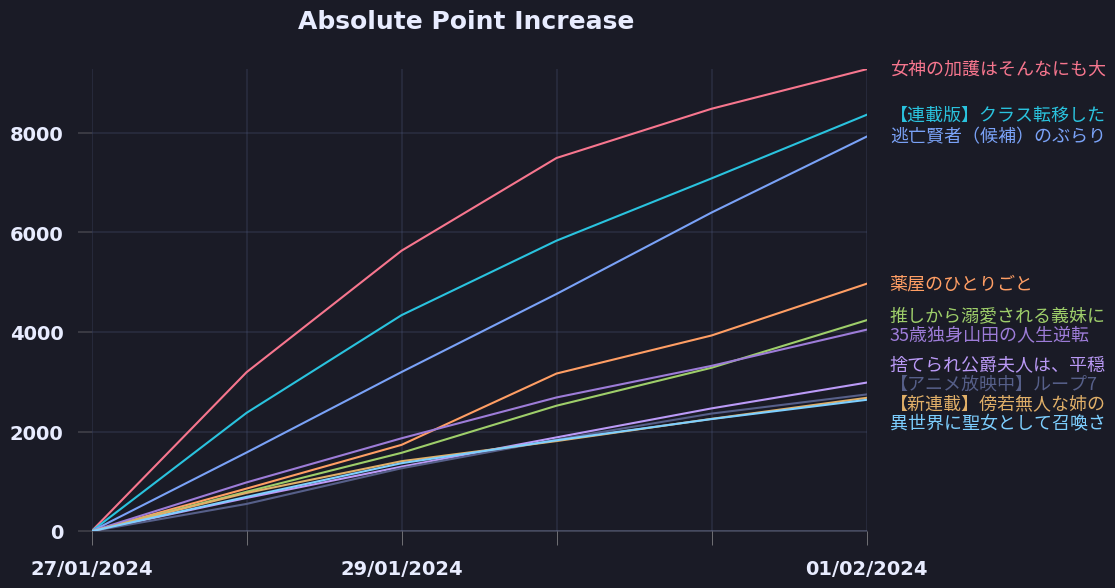 Absolute Point Increase
女神の加護はそんなにも大
【連載版】クラス転移した
8000
逃亡賢者（候補）のぶらり
6000
薬屋のひとりごと
推しから溺愛される義妹に
4000
35歳独身山田の人生逆転
捨てられ公爵夫人は、平穏
【アニメ放映中】ループ7
【新連載】傍若無人な姉の
2000
異世界に聖女として召喚さ
0
27/01/2024
29/01/2024
01/02/2024